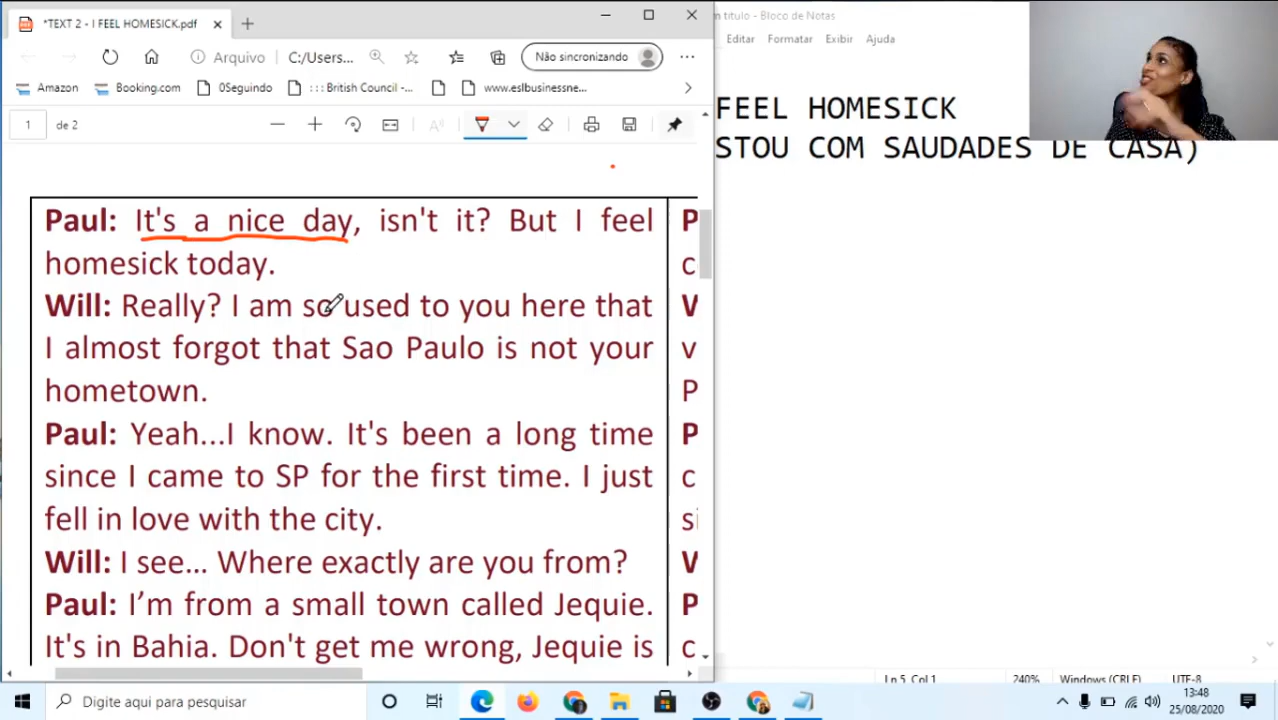 *TEXT 2 - I FEEL HOMESICK.pdf
m título - Bloco de Notas
Editar Formatar Exibir Ajuda
Arquivo
C:/Users...
Não sincronizando
Amazon
Booking.com
0Seguindo
: : : British Council -...
www.eslbusinessne...
1
de 2
FEEL HOMESICK
STOU COM SAUDADES DE CASA)
Paul: It's a nice day, isn't it? But I feel
homesick today.
Will: Really? I am so used to you here that
I almost forgot that Sao Paulo is not your
hometown.
Paul: Yeah...I know. It's been a long time
since I came to SP for the first time. I just
fell in love with the city.
Will: I see... Where exactly are you from?
Paul: I’m from a small town called Jequie.
It's in Bahia. Don't get me wrong, Jequie is
P
c
W
v
P
P
c
si
W
P
c
Ln 5, Col 1
240%
Windows (CRLF)
UTF-8
Digite aqui para pesquisar
13:48
25/08/2020